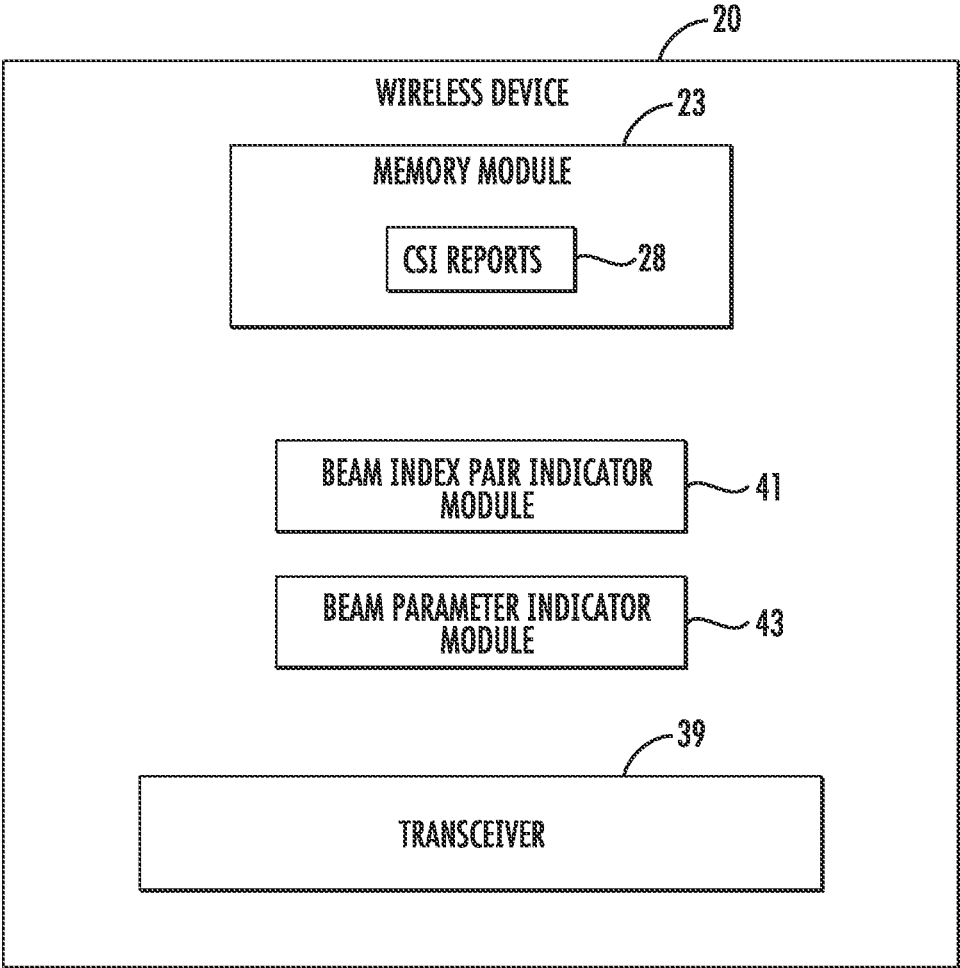 20
WIRELESS DEVICE
23
MEMORY MODULE
CSI REPORTS
28
BEAM INDEX PAIR INDICATOR
MODULE
41
BEAM PARAMETER INDICATOR
MODULE
43
39
TRANSCEIVER